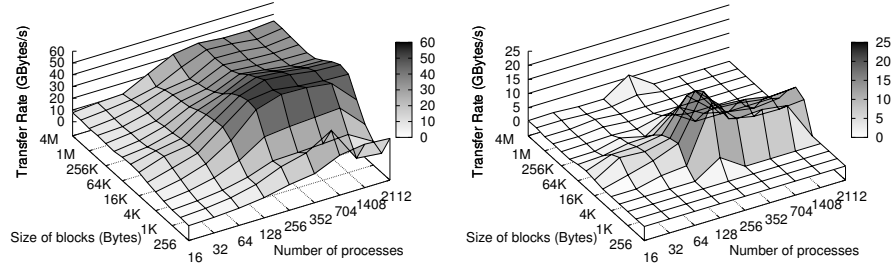 Transfer Rate (GBytes/s)
60
50
40
30
20
10
0
4M
1M
256K
64K
16K
4K
1K
256
Size of blocks (Bytes)
16
32
64
128
256
352
704
1408
2112
Number of processes
60
50
40
30
20
10
0
Transfer Rate (GBytes/s)
25
20
15
10
5
0
4M
1M
256K
64K
16K
4K
1K
256
Size of blocks (Bytes)
16
32
64
128
256
352
704
1408
2112
Number of processes
25
20
15
10
5
0